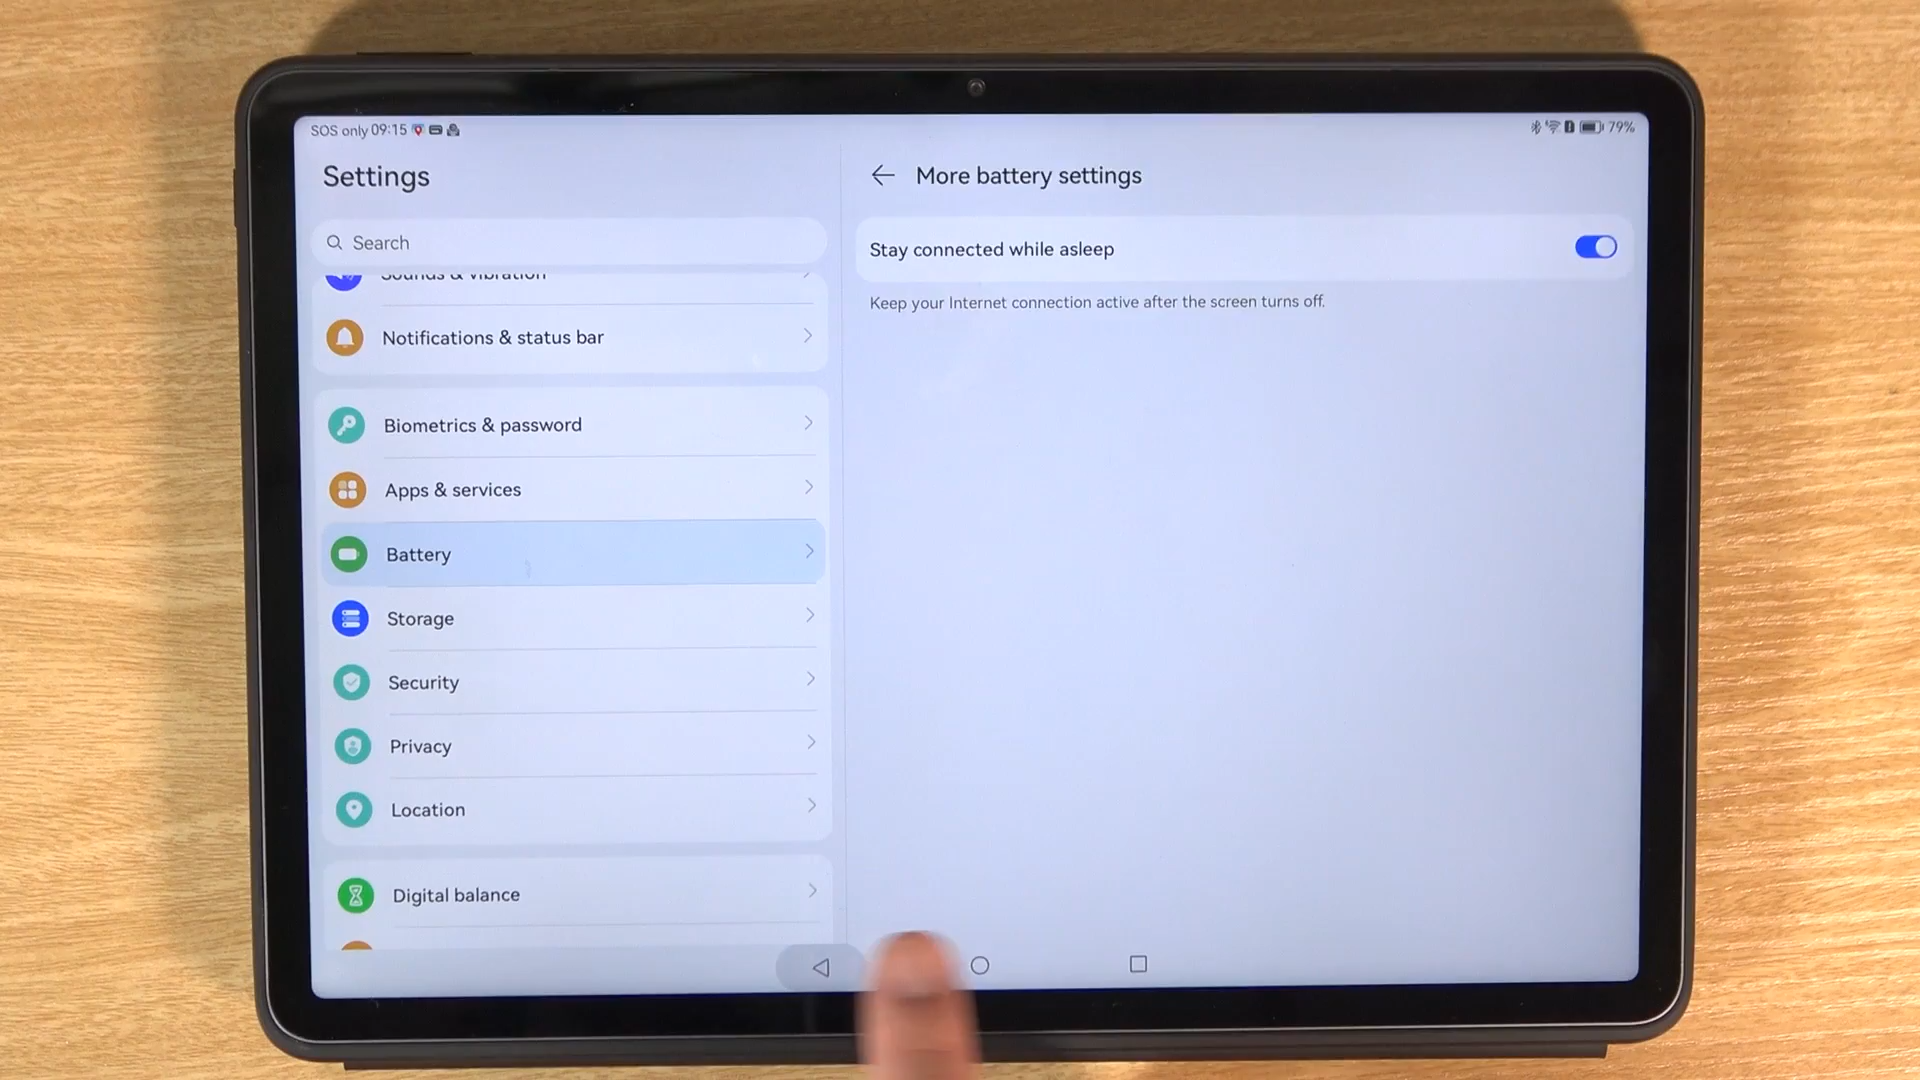 SOS only 09:15
79%
Settings
More battery settings
Search
Stay connected while asleep
Keep your Internet connection active after the screen turns off.
Sounds & vibration
Notifications & status bar
Biometrics & password
Apps & services
Battery
Storage
Security
Privacy
Location
Digital balance